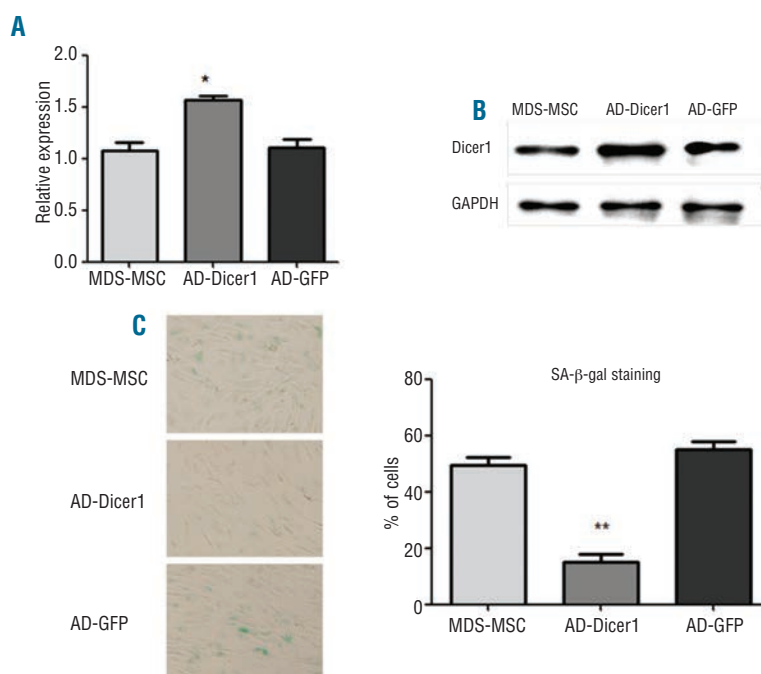 A
Relative expression
2.0
1.5
1.0
0.5
0.0
*
MDS-MSC AD-Dicer1 AD-GFP
B
MDS-MSC AD-Dicer1 AD-GFP
Dicer1
GAPDH
C
MDS-MSC
AD-Dicer1
AD-GFP
SA-β-gal staining
% of cells
80
60
40
20
0
**
MDS-MSC AD-Dicer1 AD-GFP